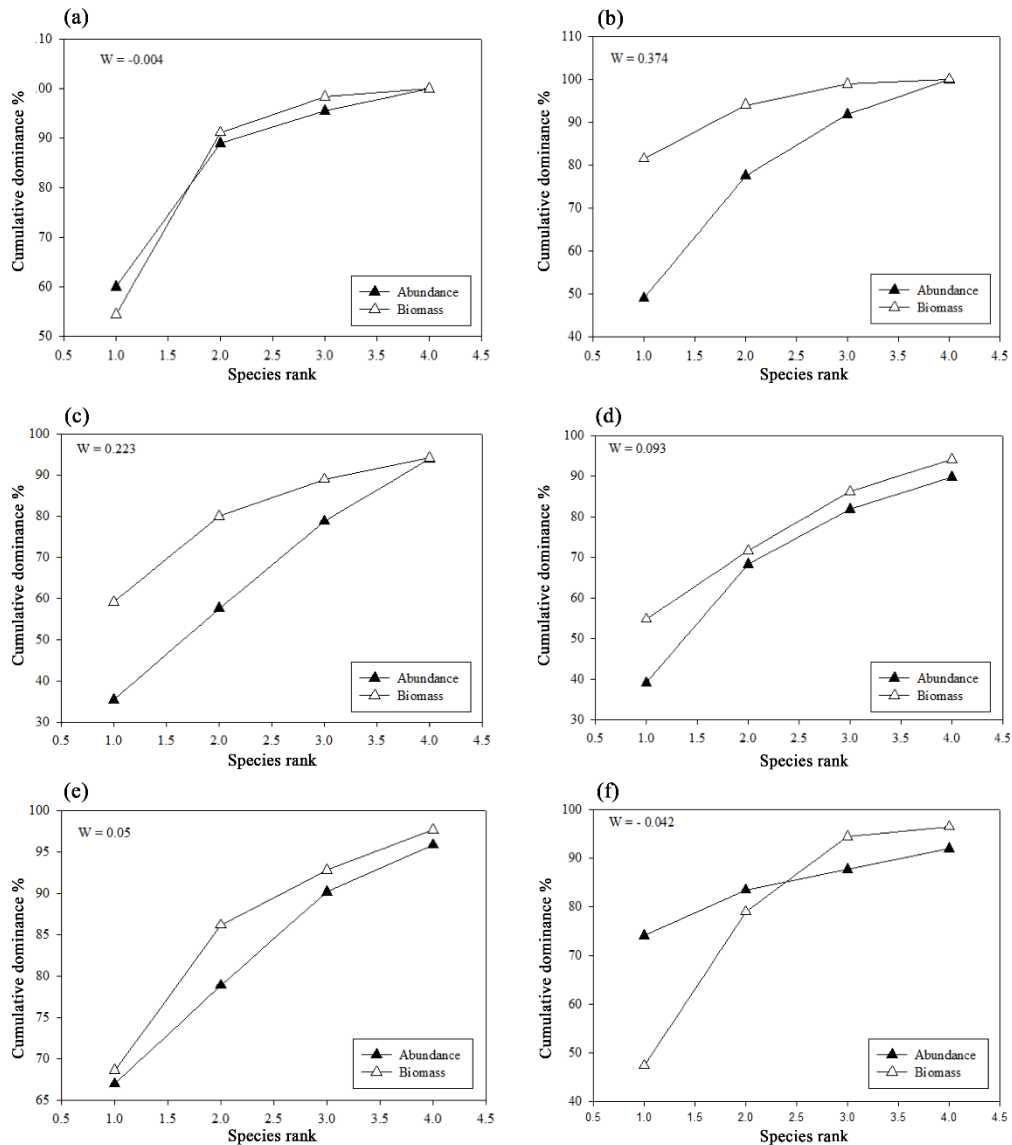 (a)
W = -0.004
Cumulative dominance %
.10
.00
90
80
70
60
50
0.5 1.0 1.5 2.0 2.5 3.0 3.5 4.0 4.5
Species rank
Abundance
Biomass
(b)
W = 0.374
Cumulative dominance %
110
100
90
80
70
60
50
40
0.5 1.0 1.5 2.0 2.5 3.0 3.5 4.0 4.5
Species rank
Abundance
Biomass
(c)
W = 0.223
Cumulative dominance %
100
90
80
70
60
50
40
30
0.5 1.0 1.5 2.0 2.5 3.0 3.5 4.0 4.5
Species rank
Abundance
Biomass
(d)
W = 0.093
Cumulative dominance %
100
90
80
70
60
50
40
30
0.5 1.0 1.5 2.0 2.5 3.0 3.5 4.0 4.5
Species rank
Abundance
Biomass
(e)
W = 0.05
Cumulative dominance %
100
95
90
85
80
75
70
65
0.5 1.0 1.5 2.0 2.5 3.0 3.5 4.0 4.5
Species rank
Abundance
Biomass
(f)
W = - 0.042
Cumulative dominance %
100
90
80
70
60
50
40
0.5 1.0 1.5 2.0 2.5 3.0 3.5 4.0 4.5
Species rank
Abundance
Biomass